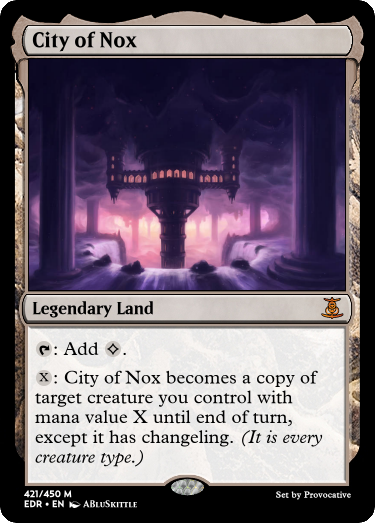 City of Nox
Legendary Land
: Add .
X: City of Nox becomes a copy of
target creature you control with
mana value X until end of turn,
except it has changeling. (It is every
creature type.)
421/450 M
EDR • EN ABluSkittle
Set by Provocative